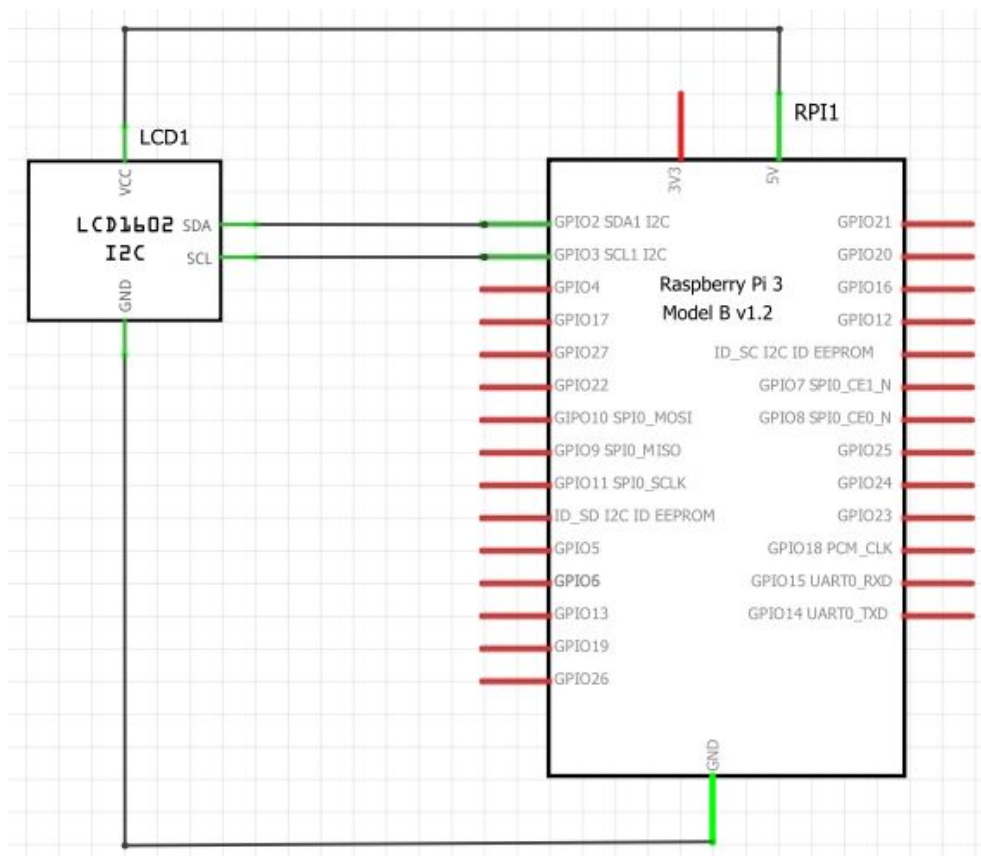 LCD1
VCC
LCD1602
I2C
SDA
SCL
GND
RPI1
3V3
5V
GPIO2 SDA1 I2C
GPIO3 SCL1 I2C
GPIO4
GPIO17
GPIO27
GPIO22
GIPO10 SPI0_MOSI
GPIO9 SPI0_MISO
GPIO11 SPI0_SCLK
ID_SD I2C ID EEPROM
GPIO5
GPIO6
GPIO13
GPIO19
GPIO26
Raspberry Pi 3
Model B v1.2
GPIO21
GPIO20
GPIO16
GPIO12
ID_SC I2C ID EEPROM
GPIO7 SPI0_CE1_N
GPIO8 SPI0_CE0_N
GPIO25
GPIO24
GPIO23
GPIO18 PCM_CLK
GPIO15 UART0_RXD
GPIO14 UART0_TXD
GND